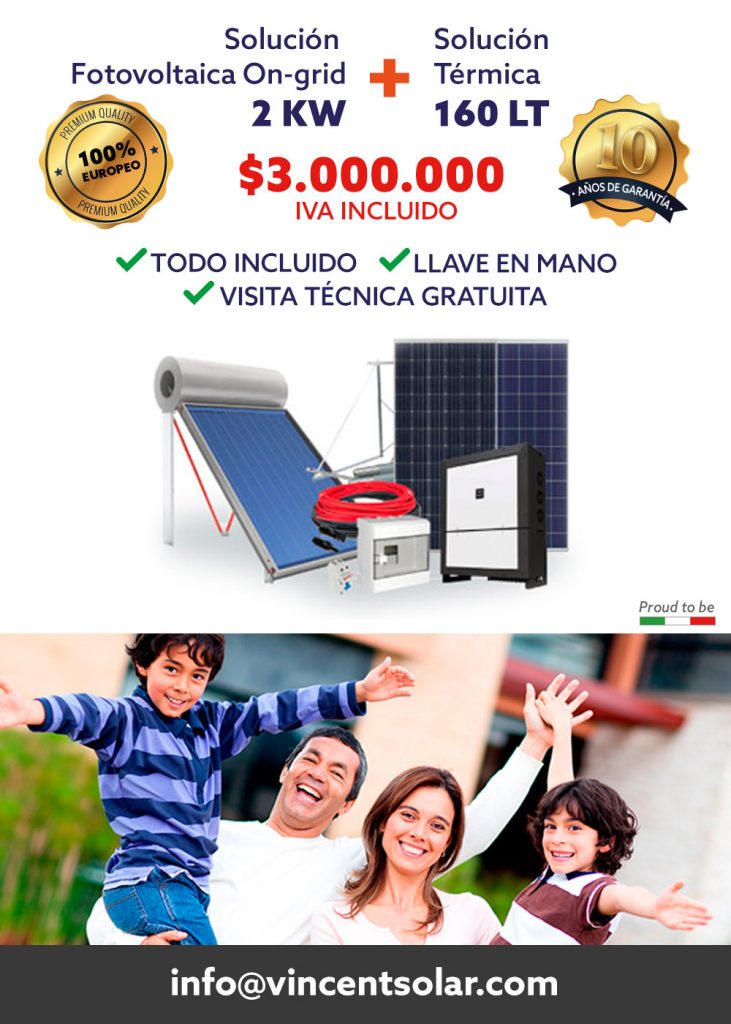 Solución
Fotovoltaica On-grid
2 KW
+
Solución
Térmica
160 LT
PREMIUM QUALITY
100%
EUROPEO
PREMIUM QUALITY
$3.000.000
IVA INCLUIDO
10
AÑOS DE GARANTÍA
TODO INCLUIDO
LLAVE EN MANO
VISITA TÉCNICA GRATUITA
Proud to be
info@vincentsolar.com